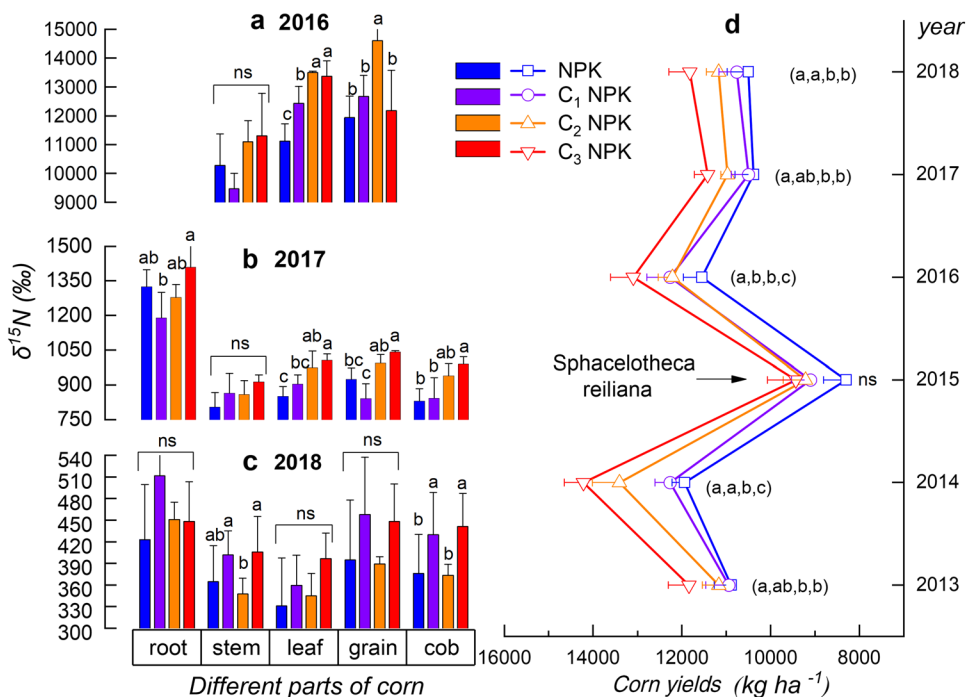 a 2016
15000
14000
13000
12000
11000
10000
9000
ns
c
b
a
a
b
b
a
b
δ¹⁵N (‰)
b 2017
1500
1350
1200
1050
900
750
ab
b
ab
a
ns
c
bc
ab
a
bc
c
ab
a
b
b
ab
a
c 2018
540
510
480
450
420
390
360
330
300
ns
ab
a
b
a
ns
ns
b
a
b
a
root stem leaf grain cob
Different parts of corn
d
year
NPK
C₁ NPK
C₂ NPK
C₃ NPK
(a,a,b,b)
2018
(a,ab,b,b)
2017
(a,b,b,c)
2016
Sphacelotheca
reiliana
ns
2015
(a,a,b,c)
2014
(a,ab,b,b)
2013
16000 14000 12000 10000 8000
Corn yields (kg ha⁻¹)